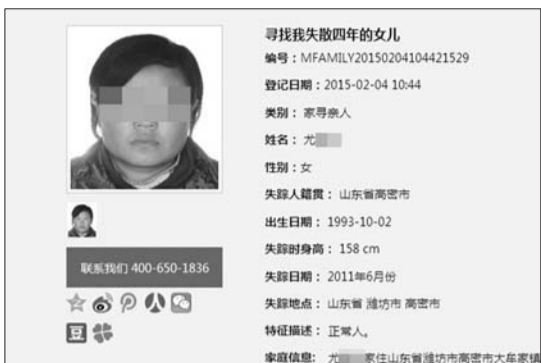 寻找我失散四年的女儿
编号：MFAMILY20150204104421529
登记日期：2015-02-04 10:44
类别： 家寻亲人
姓名： 尤
性别：女
失踪人籍贯： 山东省高密市
出生日期： 1993-10-02
失踪时身高： 158 cm
失踪日期： 2011年6月份
失踪地点： 山东省 潍坊市 高密市
特征描述： 正常人。
家庭信息： 尤 家住山东省潍坊市高密市大牟家镇
联系我们 400-650-1836
豆